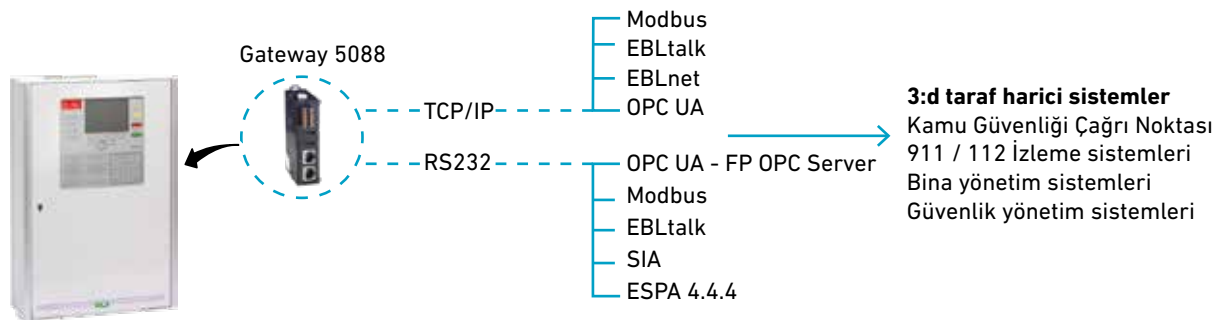 Gateway 5088
TCP/IP
RS232
Modbus
EBLtalk
EBLnet
OPC UA
OPC UA - FP OPC Server
Modbus
EBLtalk
SIA
ESPA 4.4.4
3:d taraf harici sistemler
Kamu Güvenliği Çağrı Noktası
911 / 112 İzleme sistemleri
Bina yönetim sistemleri
Güvenlik yönetim sistemleri